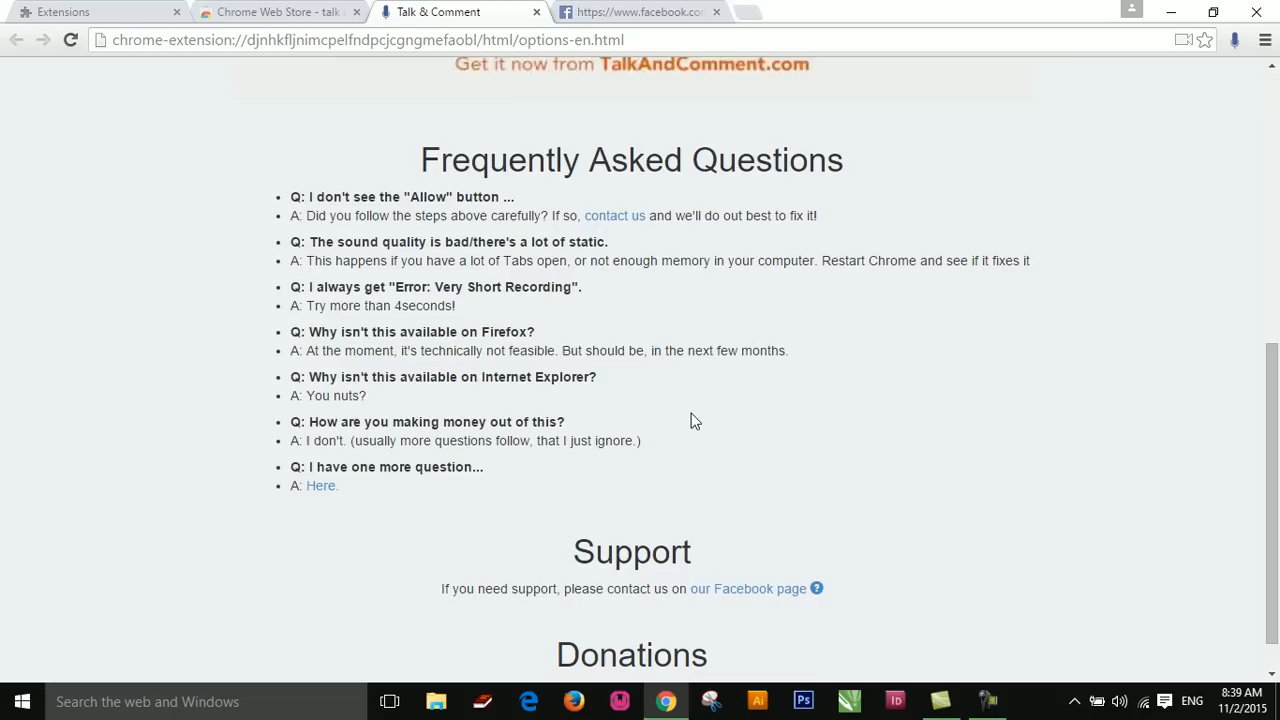 Extensions
Chrome Web Store - talk
Talk & Comment
https://www.facebook.co
chrome-extension://djnhkfljnimcpelfndpcjcgngmefaobl/html/options-en.html
Get it now from TalkAndComment.com
Frequently Asked Questions
Q: I don't see the "Allow" button ...
A: Did you follow the steps above carefully? If so, contact us and we'll do out best to fix it!
Q: The sound quality is bad/there's a lot of static.
A: This happens if you have a lot of Tabs open, or not enough memory in your computer. Restart Chrome and see if it fixes it
Q: I always get "Error: Very Short Recording".
A: Try more than 4seconds!
Q: Why isn't this available on Firefox?
A: At the moment, it's technically not feasible. But should be, in the next few months.
Q: Why isn't this available on Internet Explorer?
A: You nuts?
Q: How are you making money out of this?
A: I don't. (usually more questions follow, that I just ignore.)
Q: I have one more question...
A: Here.
Support
If you need support, please contact us on our Facebook page
Donations
Search the web and Windows
Ai
Ps
Id
ENG
8:39 AM
11/2/2015